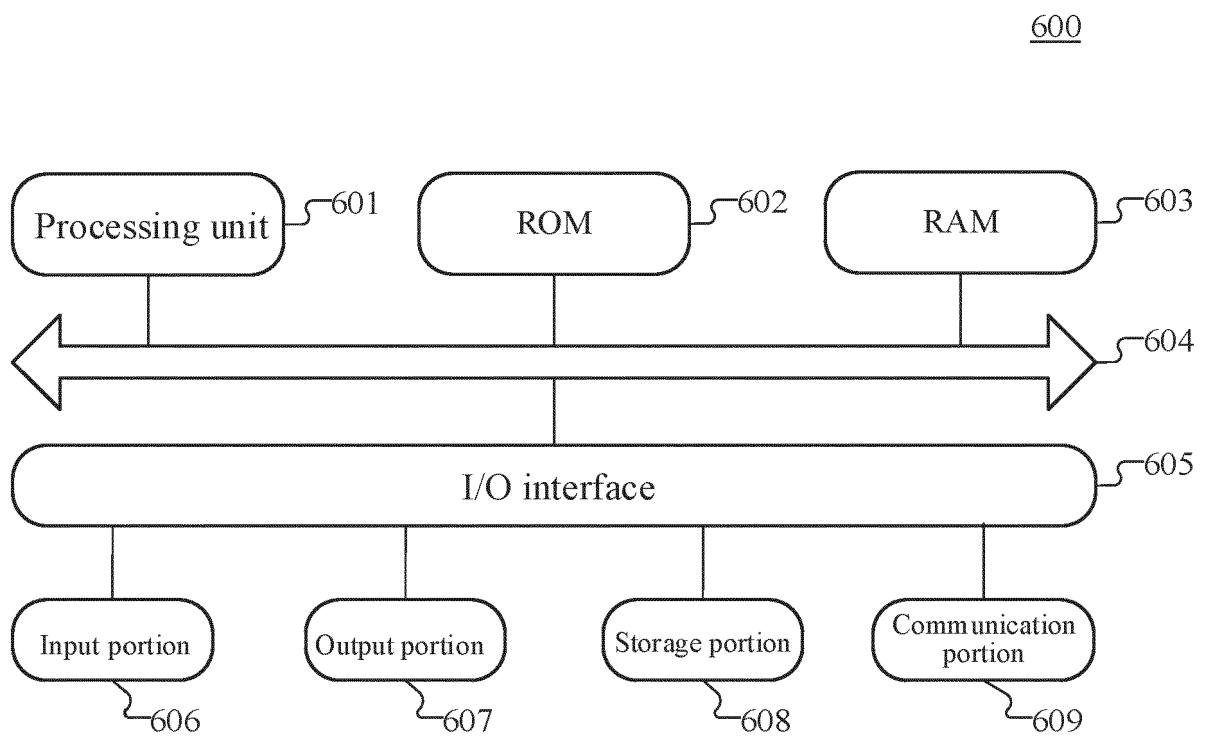 600
Processing unit
601
ROM
602
RAM
603
604
I/O interface
605
Input portion
606
Output portion
607
Storage portion
608
Communication
portion
609